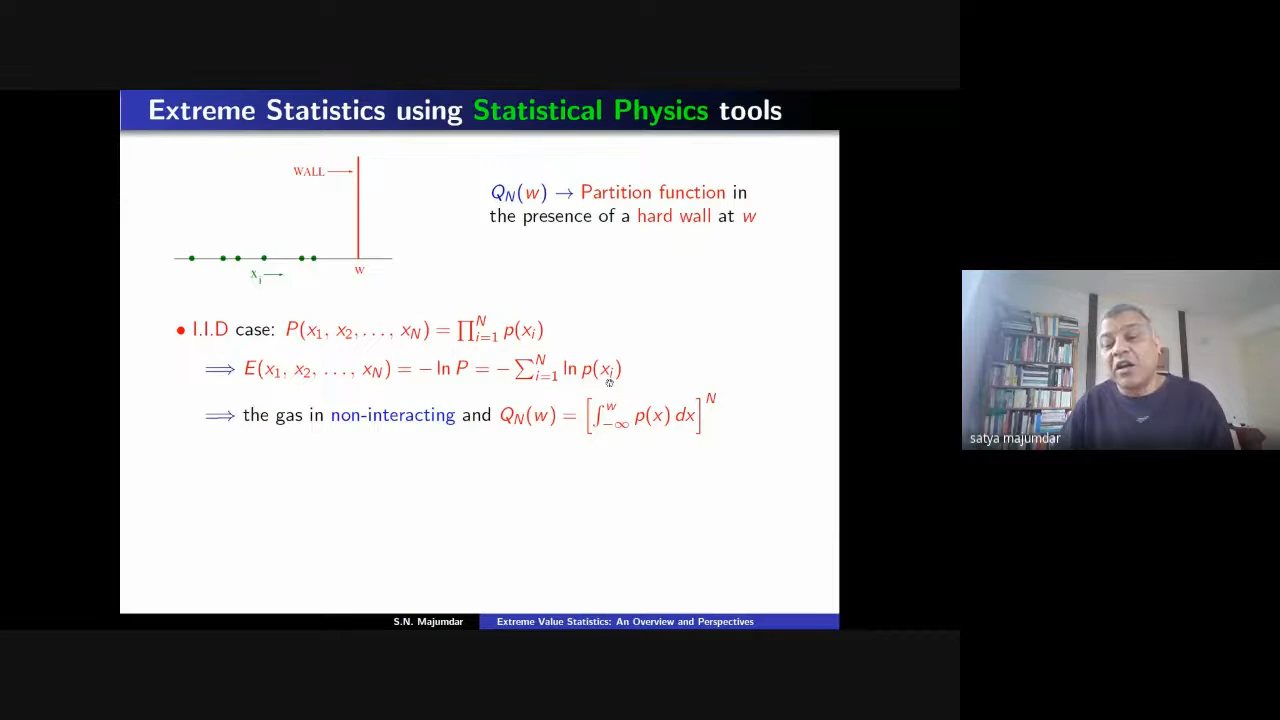 Extreme Statistics using Statistical Physics tools
WALL
w
x_i
Q_N(w) → Partition function in
the presence of a hard wall at w
• I.I.D case: P(x_1, x_2, . . . , x_N) = ∏_{i=1}^N p(x_i)
⟹ E(x_1, x_2, . . . , x_N) = − ln P = − ∑_{i=1}^N ln p(x_i)
⟹ the gas in non-interacting and Q_N(w) = [∫_{−∞}^w p(x) dx]^N
satya majumdar
S.N. Majumdar
Extreme Value Statistics: An Overview and Perspectives